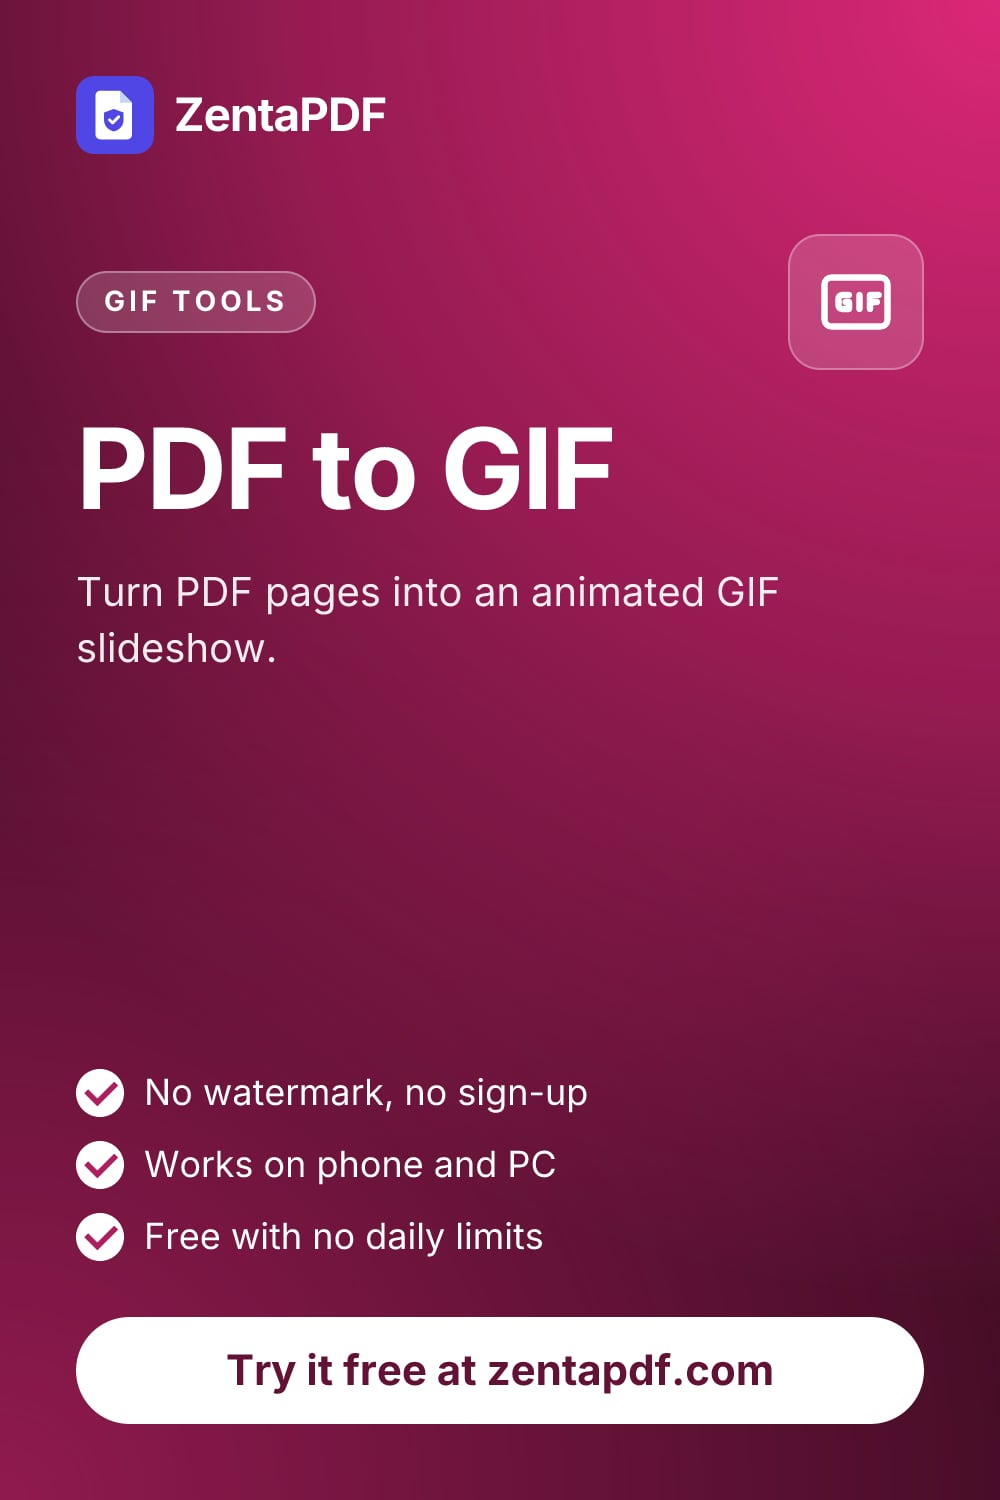 ZentaPDF
GIF TOOLS
GIF
PDF to GIF
Turn PDF pages into an animated GIF
slideshow.
No watermark, no sign-up
Works on phone and PC
Free with no daily limits
Try it free at zentapdf.com